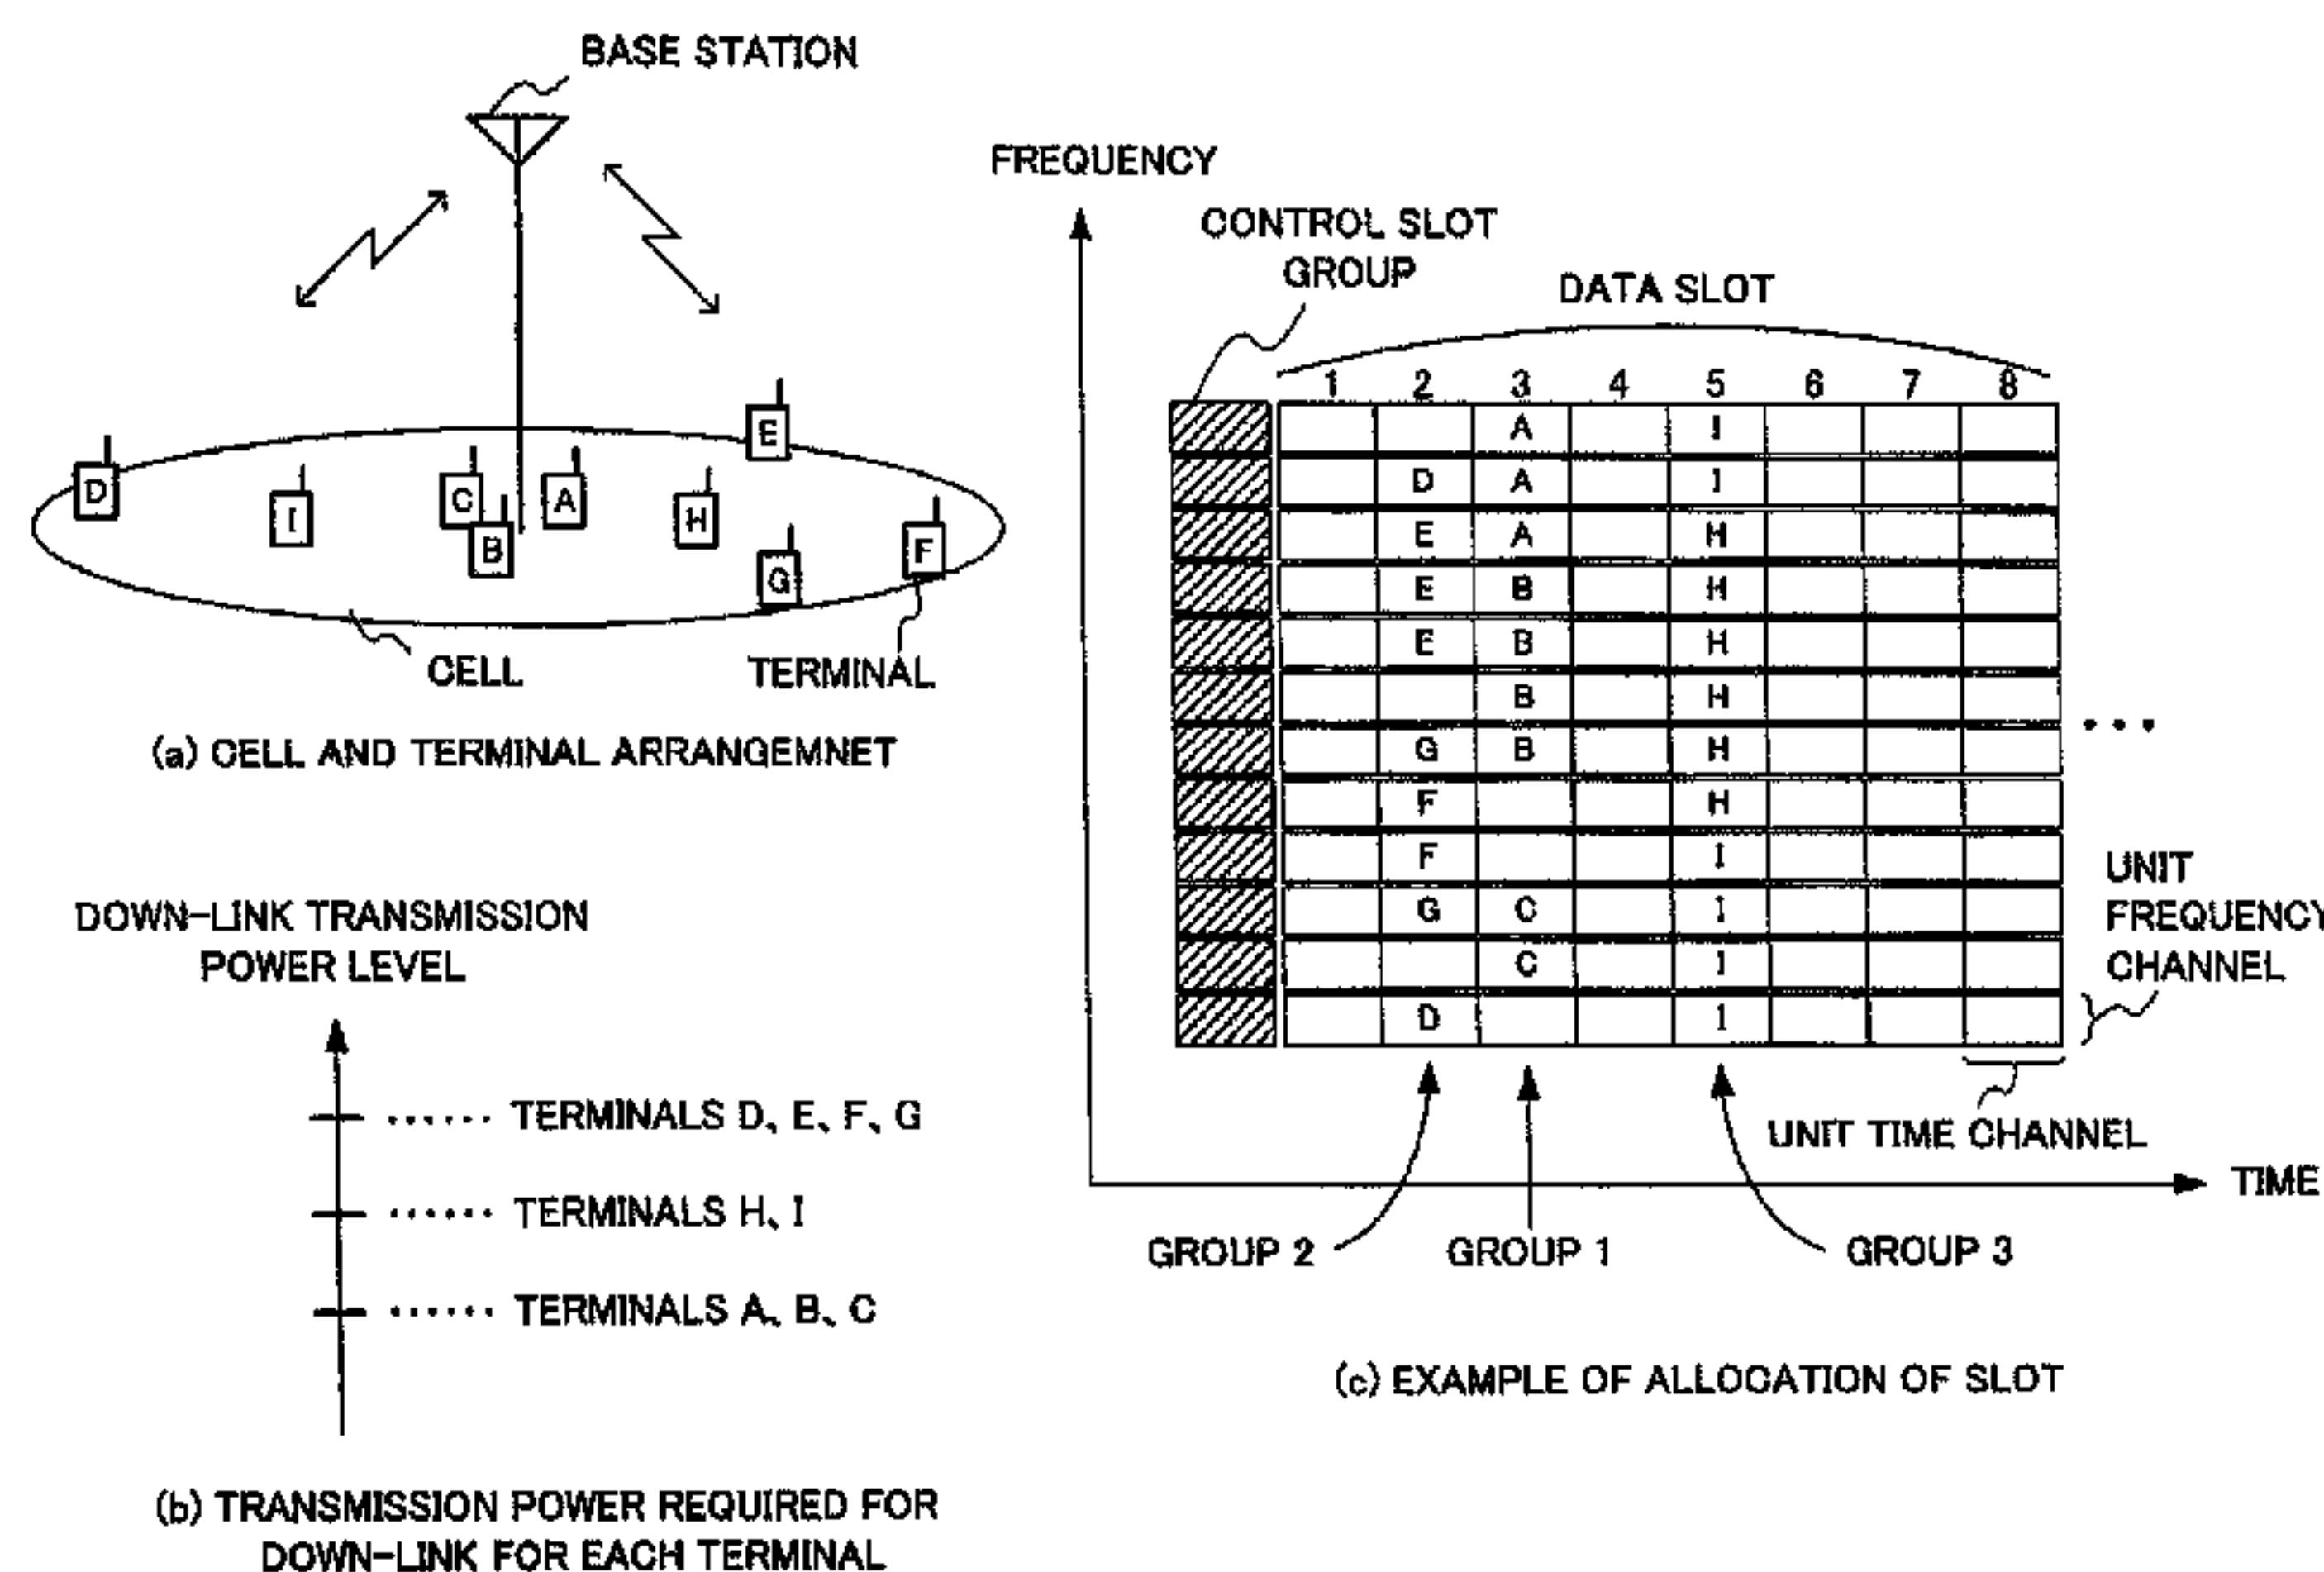 BASE STATION
D
I
C
B
A
E
H
G
F
CELL
TERMINAL
(a) CELL AND TERMINAL ARRANGEMNET
DOWN-LINK TRANSMISSION
POWER LEVEL
TERMINALS D、E、F、G
TERMINALS H、I
TERMINALS A、B、C
(b) TRANSMISSION POWER REQUIRED FOR
DOWN-LINK FOR EACH TERMINAL
FREQUENCY
CONTROL SLOT
GROUP
DATA SLOT
1 2 3 4 5 6 7 8
A I
D A I
E A H
E B H
E B H
B H
G B H
F H
F I
G C I
C I
D I
...
UNIT
FREQUENCY
CHANNEL
UNIT TIME CHANNEL
TIME
GROUP 2
GROUP 1
GROUP 3
(c) EXAMPLE OF ALLOCATION OF SLOT